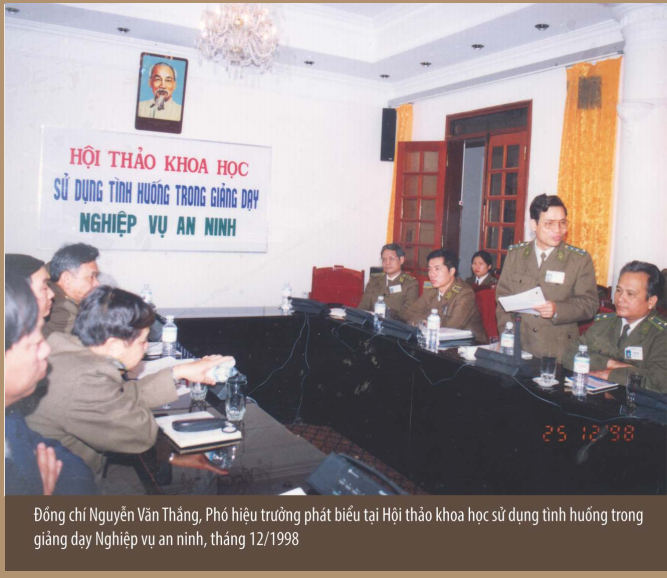 HỘI THẢO KHOA HỌC
SỬ DỤNG TÌNH HUỐNG TRONG GIẢNG DẠY
NGHIỆP VỤ AN NINH
25 12 '98
Đồng chí Nguyễn Văn Thắng, Phó hiệu trưởng phát biểu tại Hội thảo khoa học sử dụng tình huống trong
giảng dạy Nghiệp vụ an ninh, tháng 12/1998